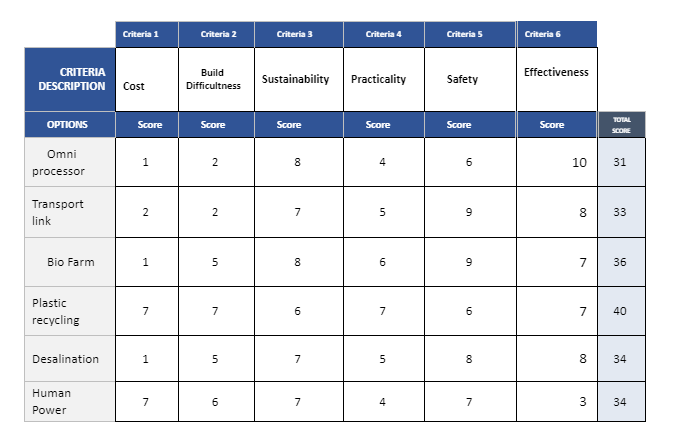 Criteria 1 Criteria 2 Criteria 3 Criteria 4 Criteria 5 Criteria 6
CRITERIA
DESCRIPTION
Cost
Build
Difficultness
Sustainability
Practicality
Safety
Effectiveness
OPTIONS Score Score Score Score Score Score
TOTAL
SCORE
Omni
processor
1 2 8 4 6 10 31
Transport
link
2 2 7 5 9 8 33
Bio Farm 1 5 8 6 9 7 36
Plastic
recycling
7 7 6 7 6 7 40
Desalination 1 5 7 5 8 8 34
Human
Power
7 6 7 4 7 3 34